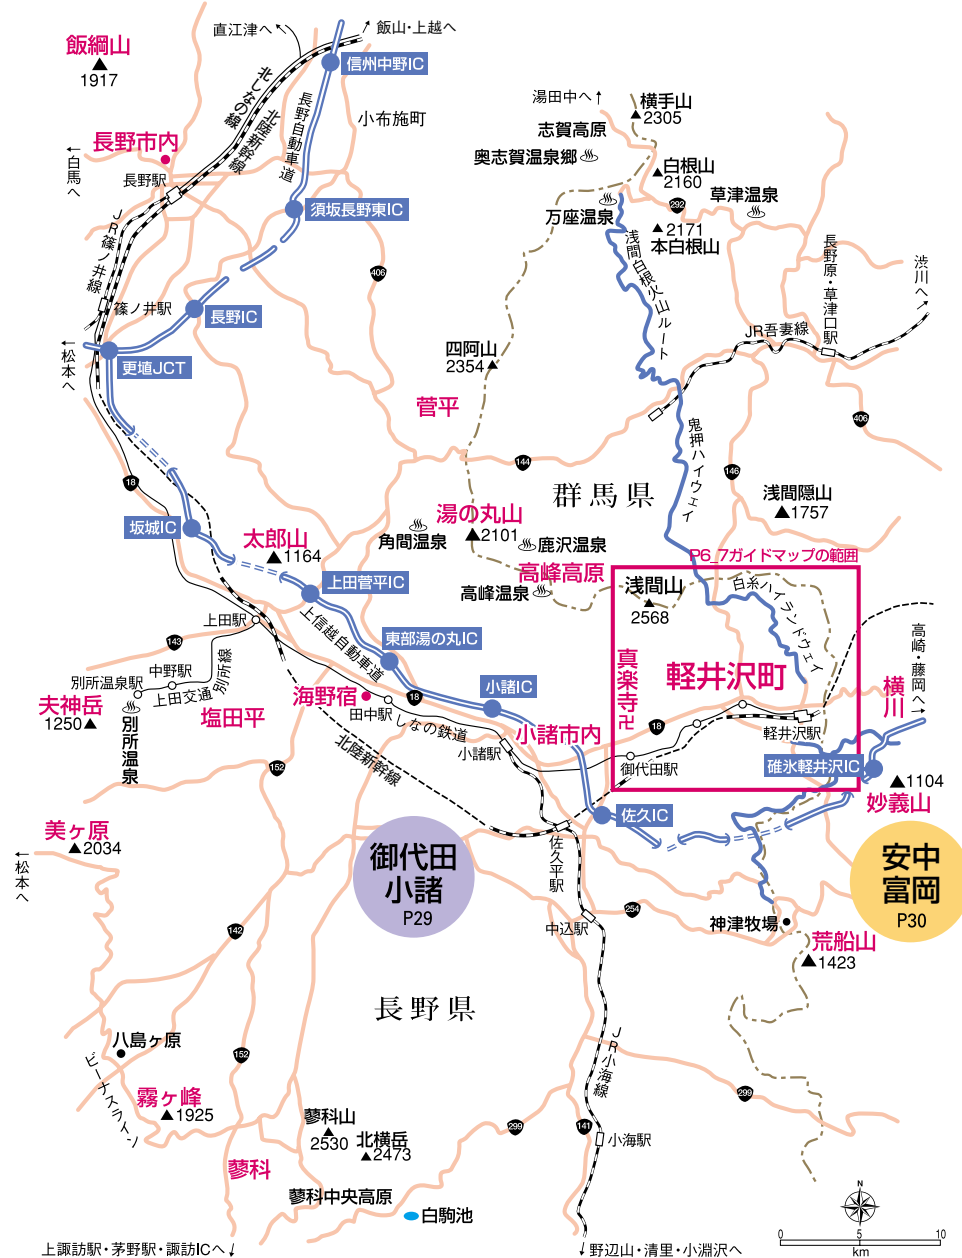 直江津へ
飯山・上越へ
飯綱山
1917
信州中野IC
北しなの線
北陸新幹線
長野自動車道
小布施町
湯田中へ↑
横手山
2305
志賀高原
奥志賀温泉郷
長野市内
←白馬へ
長野駅
白根山
2160
草津温泉
292
万座温泉
2171
本白根山
須坂長野東IC
JR篠ノ井線
浅間白根火山ルート
長野原・草津口駅
渋川へ
406
篠ノ井駅
長野IC
JR吾妻線
←松本へ
更埴JCT
四阿山
2354
菅平
鬼押ハイウェイ
406
144
146
18
群馬県
浅間隠山
1757
坂城IC
太郎山
1164
湯の丸山
2101
角間温泉
鹿沢温泉
P6_7ガイドマップの範囲
高峰高原
高峰温泉
浅間山
2568
白糸ハイランドウェイ
上田菅平IC
上田駅
上信越自動車道
143
東部湯の丸IC
高崎・藤岡へ→
別所温泉駅
中野駅
上田交通
別所線
夫神岳
1250
別所温泉
塩田平
海野宿
田中駅
18
小諸IC
真楽寺卍
軽井沢町
横川
しなの鉄道
小諸市内
小諸駅
18
軽井沢駅
北陸新幹線
152
御代田駅
碓氷軽井沢IC
1104
妙義山
佐久IC
美ヶ原
2034
←松本へ
御代田
小諸
P29
佐久平駅
安中
富岡
P30
254
中込駅
神津牧場
荒船山
1423
142
長野県
八島ヶ原
152
JR小海線
ビーナスライン
霧ヶ峰
1925
蓼科山
2530
北横岳
2473
299
141
299
小海駅
蓼科
蓼科中央高原
白駒池
N
0 5 10
km
上諏訪駅・茅野駅・諏訪ICへ↓
↓野辺山・清里・小淵沢へ